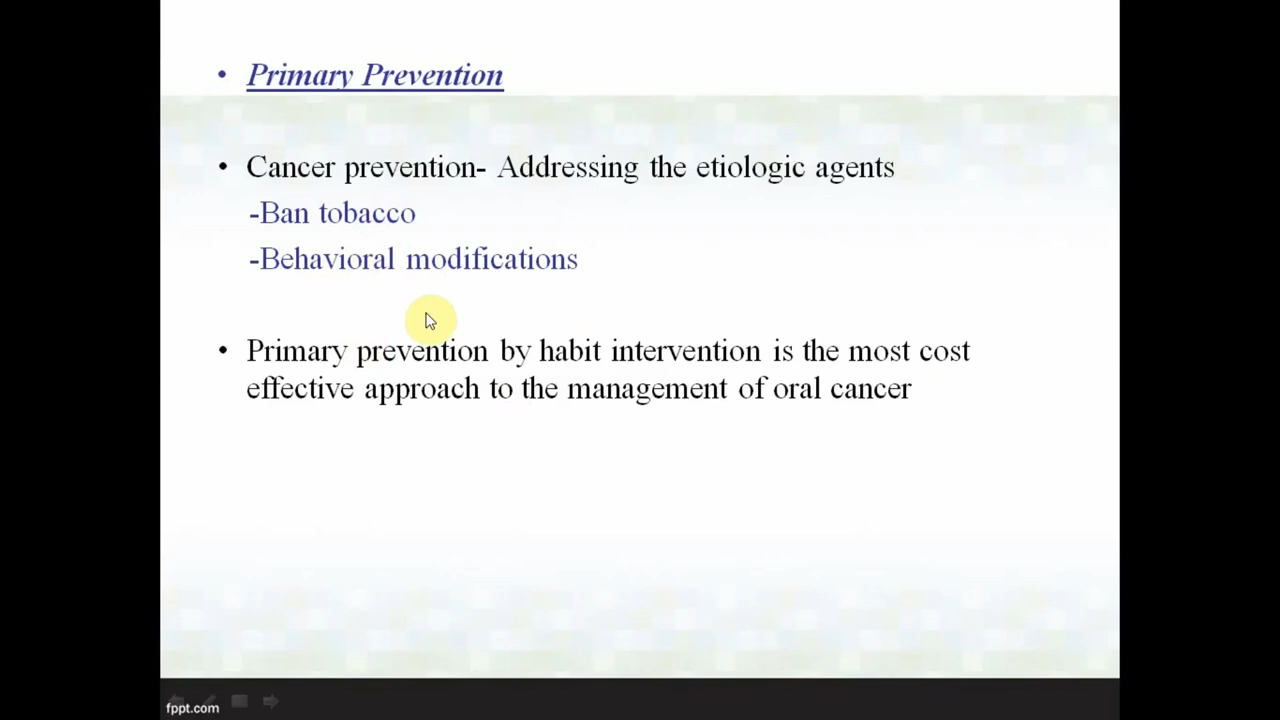 • Primary Prevention
• Cancer prevention- Addressing the etiologic agents
-Ban tobacco
-Behavioral modifications
• Primary prevention by habit intervention is the most cost
effective approach to the management of oral cancer
fppt.com